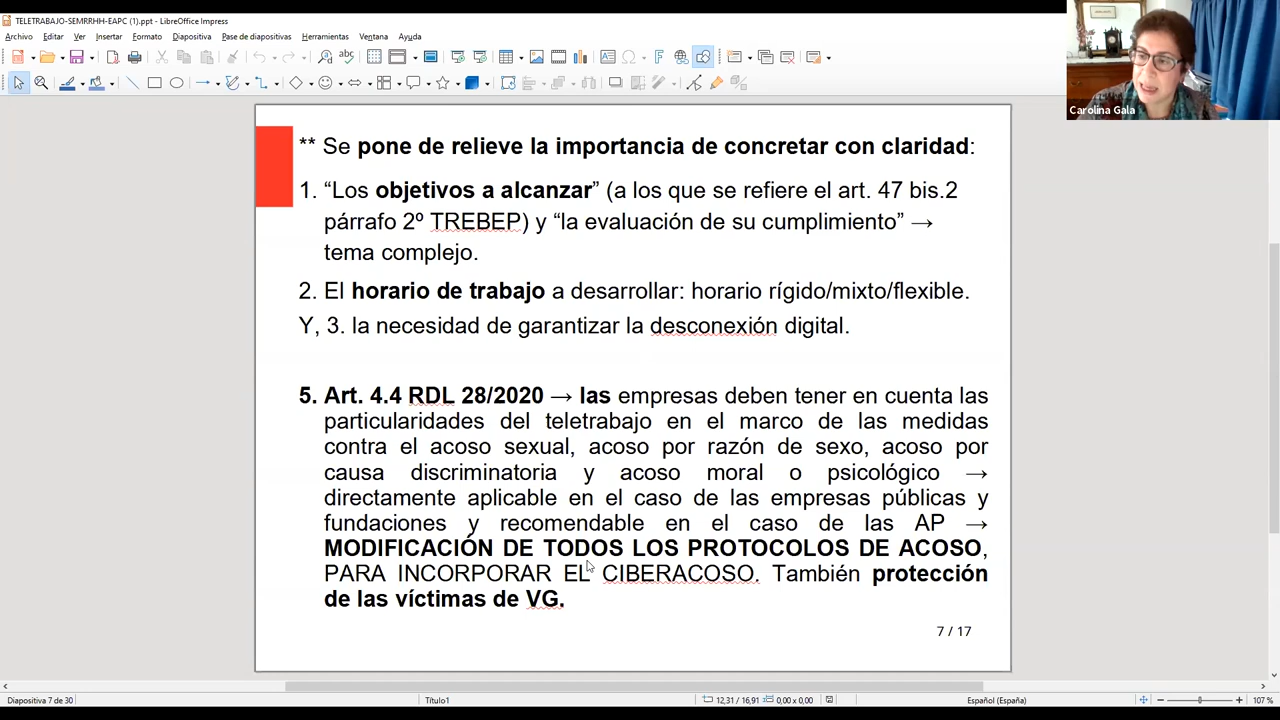 TELETRABAJO-SEMRRHH-EAPC (1).ppt - LibreOffice Impress
Archivo Editar Ver Insertar Formato Diapositiva Pase de diapositivas Herramientas Ventana Ayuda
Carolina Gala
** Se pone de relieve la importancia de concretar con claridad:
1. “Los objetivos a alcanzar” (a los que se refiere el art. 47 bis.2
párrafo 2º TREBEP) y “la evaluación de su cumplimiento” →
tema complejo.
2. El horario de trabajo a desarrollar: horario rígido/mixto/flexible.
Y, 3. la necesidad de garantizar la desconexión digital.
5. Art. 4.4 RDL 28/2020 → las empresas deben tener en cuenta las
particularidades del teletrabajo en el marco de las medidas
contra el acoso sexual, acoso por razón de sexo, acoso por
causa discriminatoria y acoso moral o psicológico →
directamente aplicable en el caso de las empresas públicas y
fundaciones y recomendable en el caso de las AP →
MODIFICACIÓN DE TODOS LOS PROTOCOLOS DE ACOSO,
PARA INCORPORAR EL CIBERACOSO. También protección
de las víctimas de VG.
7 / 17
Diapositiva 7 de 30 Título1 12,31 / 16,91 0,00 x 0,00 Español (España) 107 %